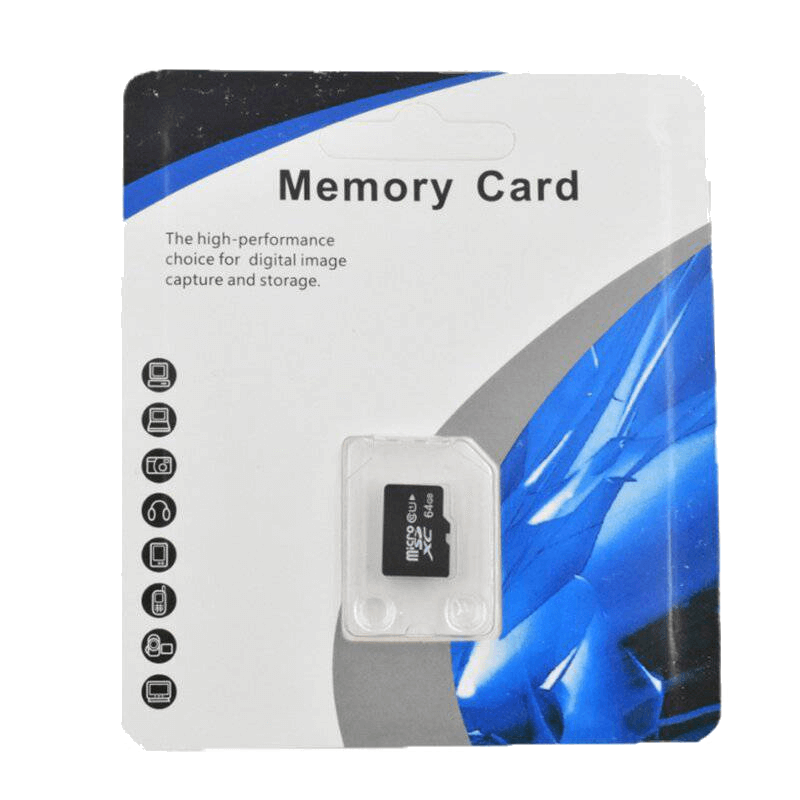 Memory Card
The high-performance
choice for digital image
capture and storage.
micro
SD
XC
64GB